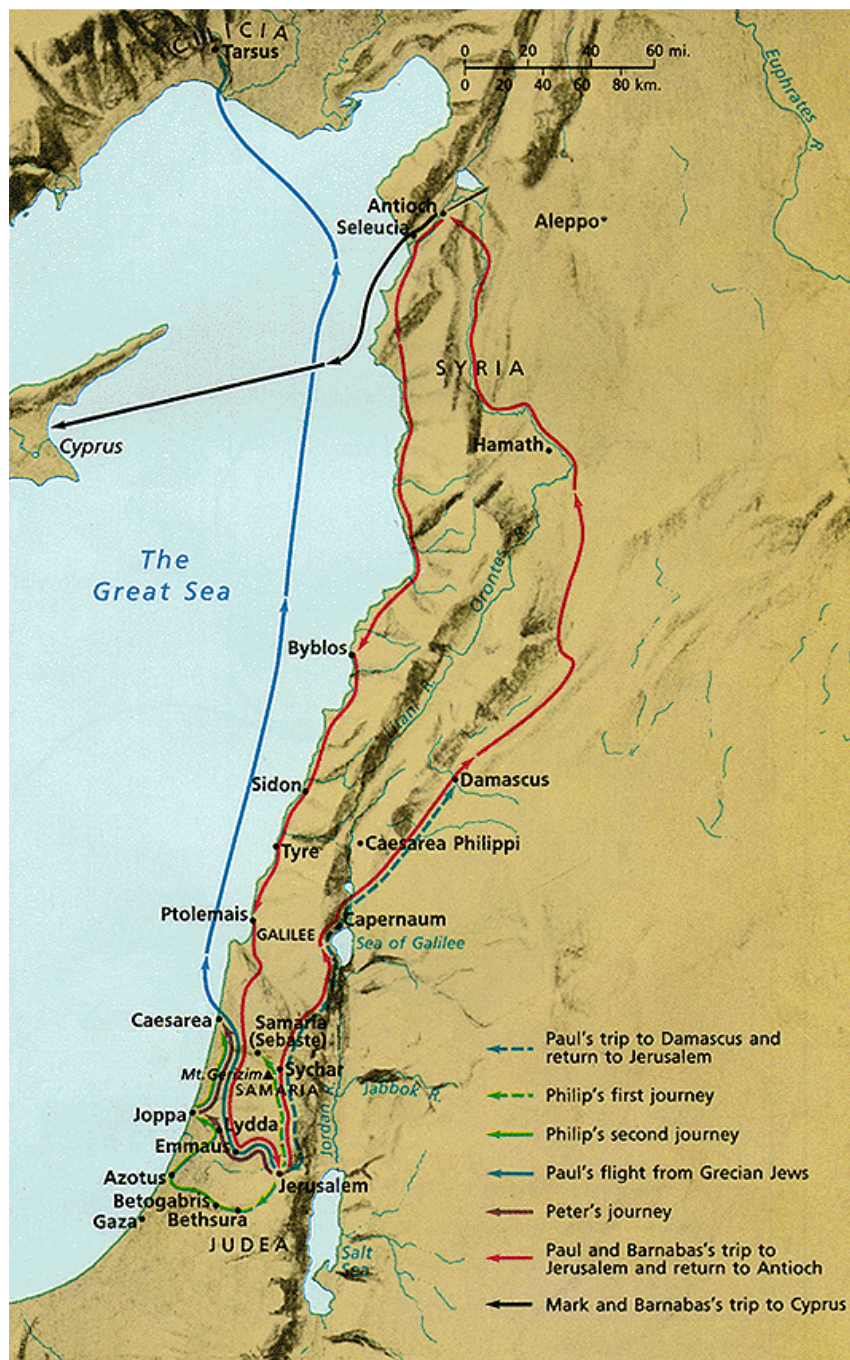 CILICIA
Tarsus
0 20 40 60 mi.
0 20 40 60 80 km.
Euphrates R.
Antioch
Seleucia
Aleppo
SYRIA
Hamath
Cyprus
The
Great Sea
Orontes R.
Byblos
Litani R.
Sidon
Damascus
Tyre
Caesarea Philippi
Ptolemais
Capernaum
GALILEE
Sea of Galilee
Caesarea
Samaria
(Sebaste)
Mt. Gerizim
Sychar
SAMARIA
Jabbok R.
Joppa
Lydda
Jordan R.
Emmaus
Azotus
Jerusalem
Betogabris
Gaza
Bethsura
JUDEA
Salt
Sea
Paul's trip to Damascus and
return to Jerusalem
Philip's first journey
Philip's second journey
Paul's flight from Grecian Jews
Peter's journey
Paul and Barnabas's trip to
Jerusalem and return to Antioch
Mark and Barnabas's trip to Cyprus